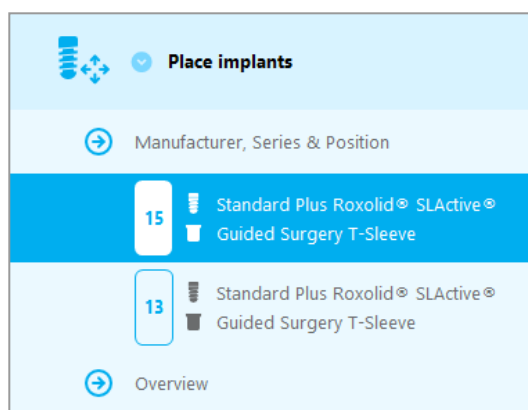 Place implants
Manufacturer, Series & Position
15
Standard Plus Roxolid® SLActive®
Guided Surgery T-Sleeve
13
Standard Plus Roxolid® SLActive®
Guided Surgery T-Sleeve
Overview